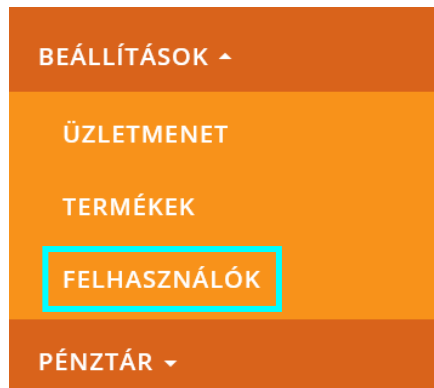 BEÁLLÍTÁSOK
ÜZLETMENET
TERMÉKEK
FELHASZNÁLÓK
PÉNZTÁR